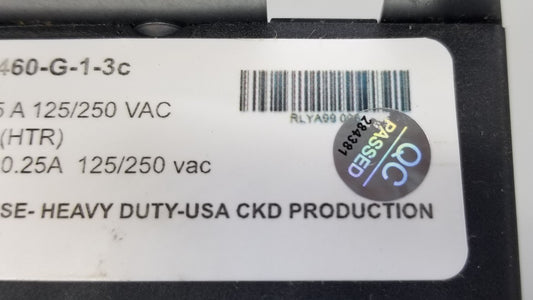 460-G-1-3c
A 125/250 VAC
(HTR)
0.25A 125/250 vac
SE- HEAVY DUTY-USA CKD PRODUCTION
RLYA99
QC
PASSED
284381